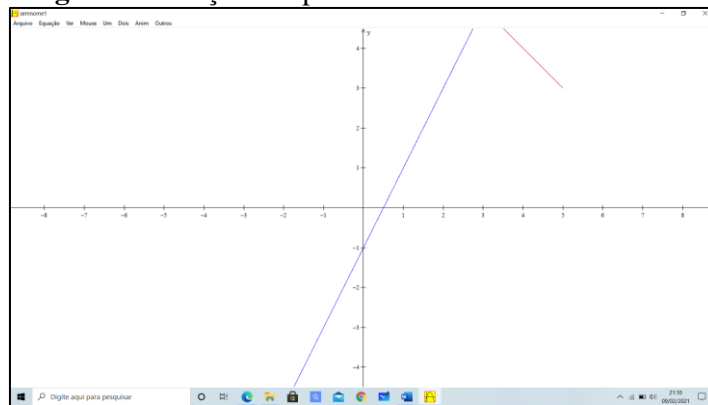 semnome1
Arquivo Equação Ver Mouse Um Dois Anim Outros
y
4
3
2
1
-8 -7 -6 -5 -4 -3 -2 -1 1 2 3 4 5 6 7 8
-1
-2
-3
-4
Digite aqui para pesquisar
21:10
09/02/2021